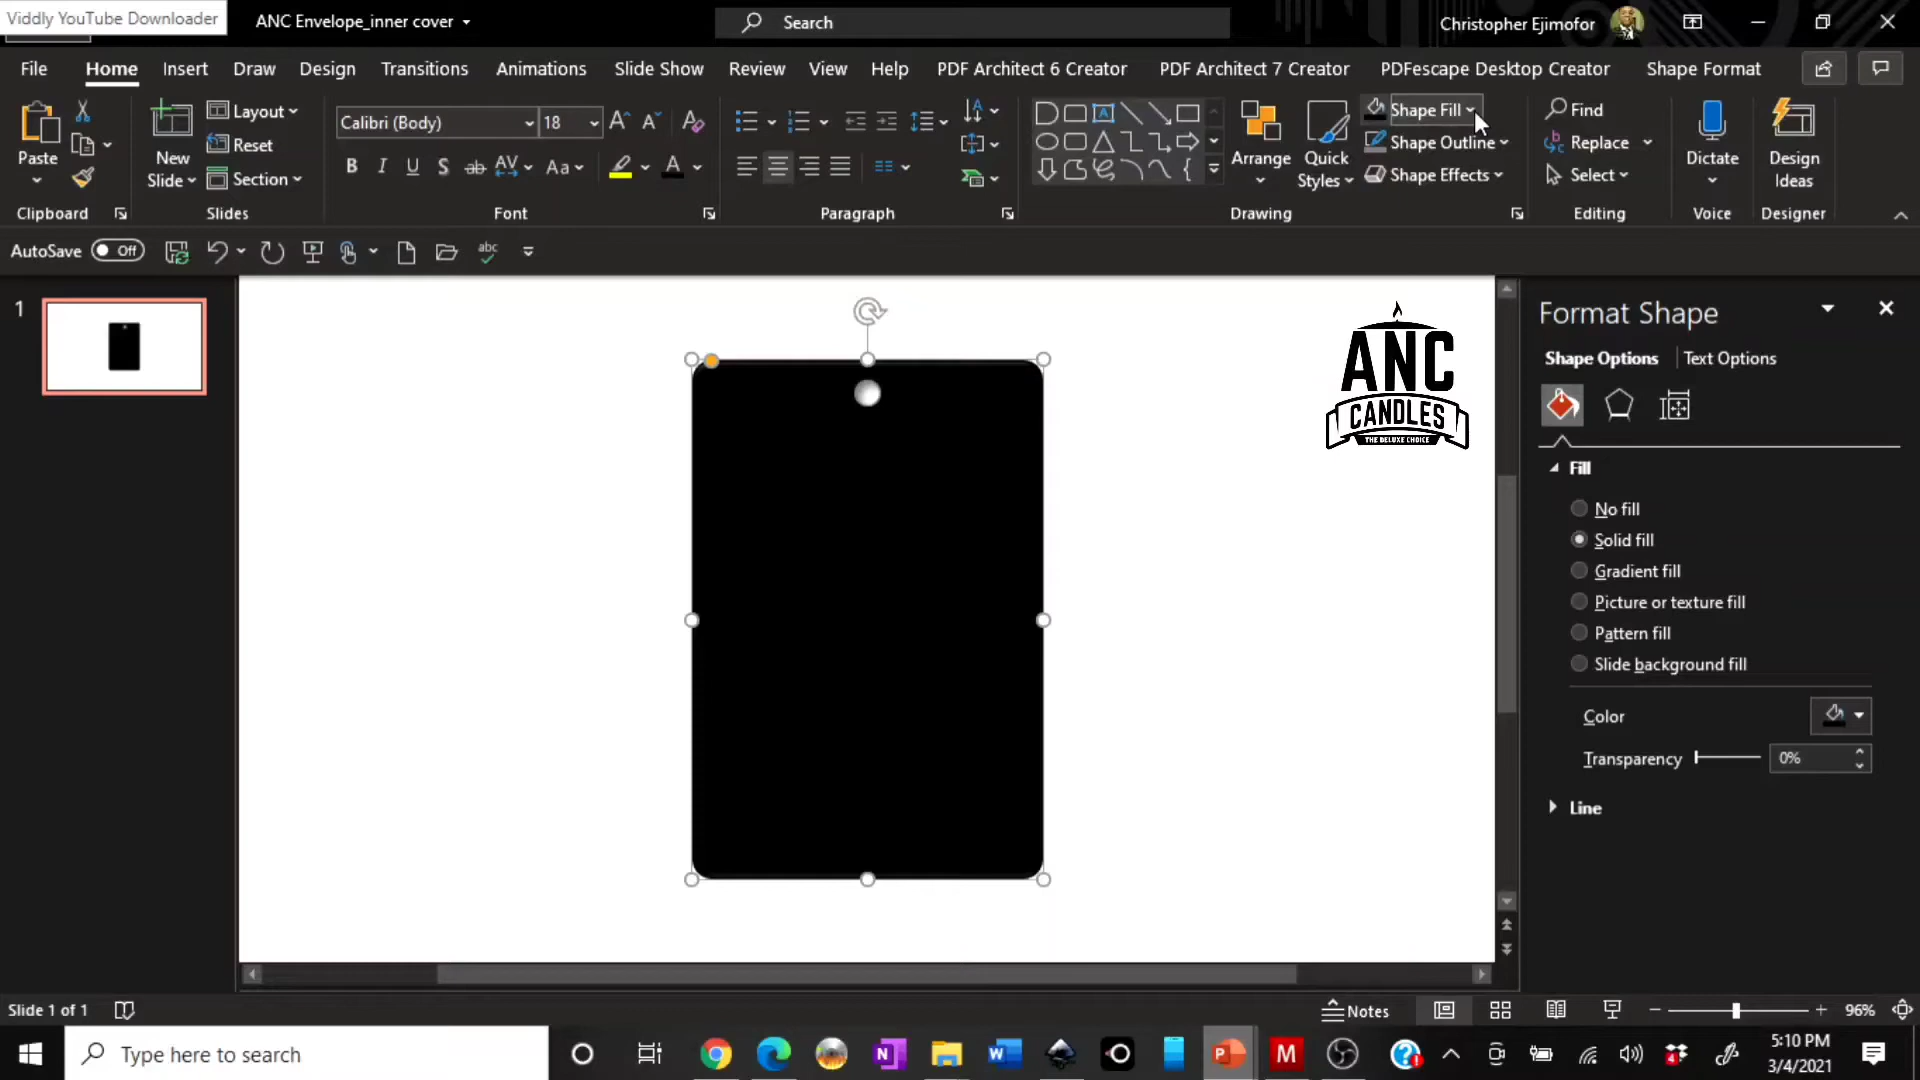 Viddly YouTube Downloader
ANC Envelope_inner cover
Search
Christopher Ejimofor
File Home Insert Draw Design Transitions Animations Slide Show Review View Help PDF Architect 6 Creator PDF Architect 7 Creator PDFescape Desktop Creator Shape Format
Paste
New Slide
Layout
Reset
Section
Calibri (Body) 18
B I U S ab AV Aa A
Arrange
Quick Styles
Shape Fill
Shape Outline
Shape Effects
Find
Replace
Select
Dictate
Design Ideas
Clipboard Slides Font Paragraph Drawing Editing Voice Designer
AutoSave Off abc
1
ANC
CANDLES
THE DELUXE CHOICE
Format Shape
Shape Options Text Options
Fill
No fill
Solid fill
Gradient fill
Picture or texture fill
Pattern fill
Slide background fill
Color
Transparency 0%
Line
Slide 1 of 1 Notes 96%
Type here to search
5:10 PM
3/4/2021